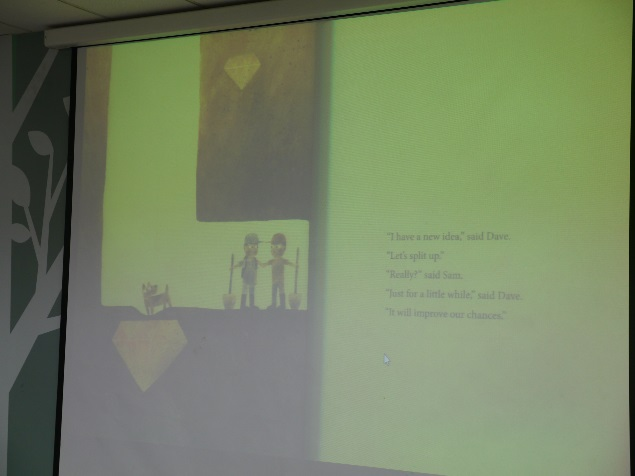 "I have a new idea," said Dave.
"Let's split up."
"Really?" said Sam.
"Just for a little while," said Dave.
"It will improve our chances."